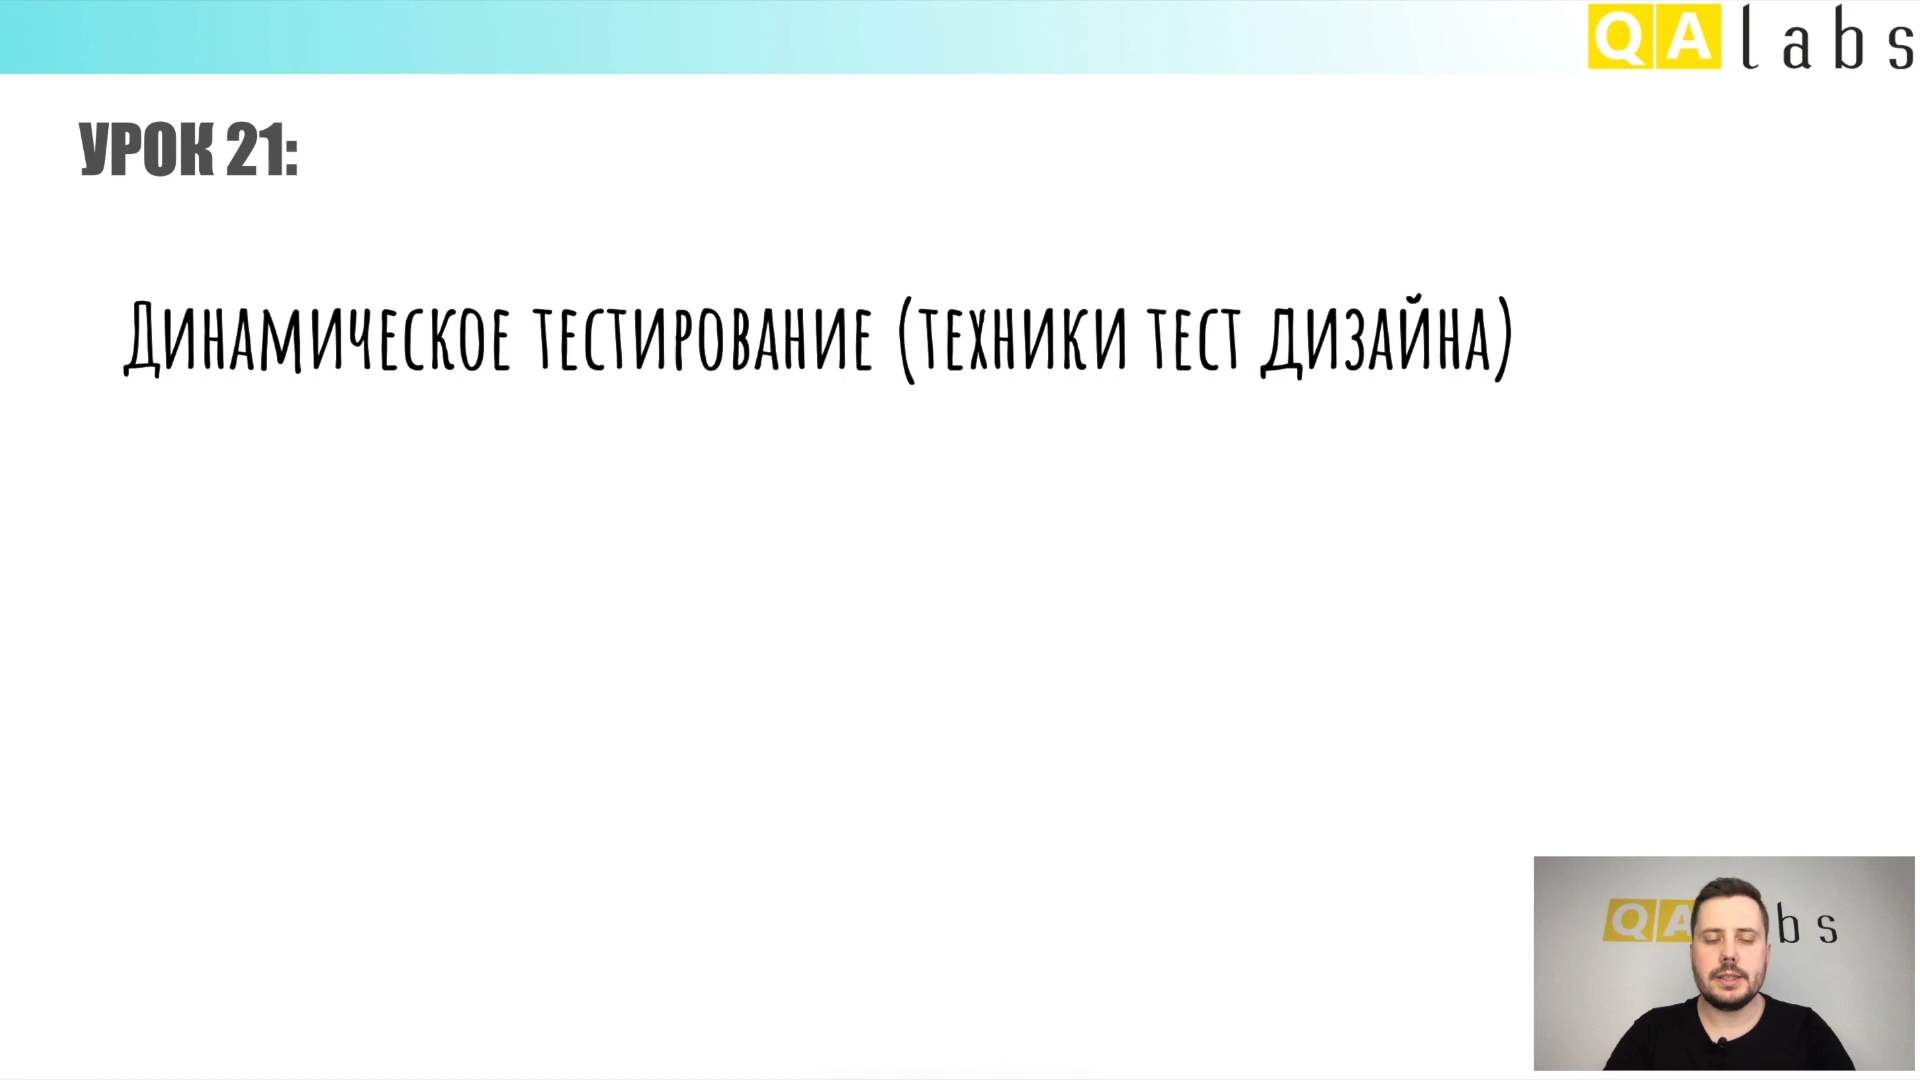 QA labs
УРОК 21:
Динамическое тестирование (техники тест дизайна)
QA bs